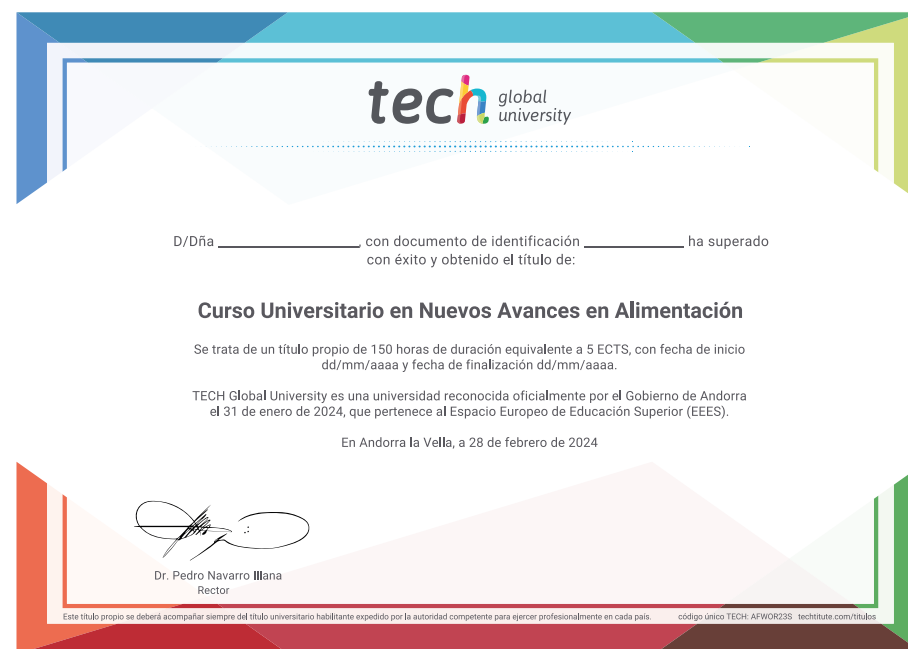 tech global
university
D/Dña ____________________, con documento de identificación ______________ ha superado
con éxito y obtenido el título de:
Curso Universitario en Nuevos Avances en Alimentación
Se trata de un título propio de 150 horas de duración equivalente a 5 ECTS, con fecha de inicio
dd/mm/aaaa y fecha de finalización dd/mm/aaaa.
TECH Global University es una universidad reconocida oficialmente por el Gobierno de Andorra
el 31 de enero de 2024, que pertenece al Espacio Europeo de Educación Superior (EEES).
En Andorra la Vella, a 28 de febrero de 2024
Dr. Pedro Navarro Illana
Rector
Este título propio se deberá acompañar siempre del título universitario habilitante expedido por la autoridad competente para ejercer profesionalmente en cada país. código único TECH: AFWOR23S techtitute.com/titulos